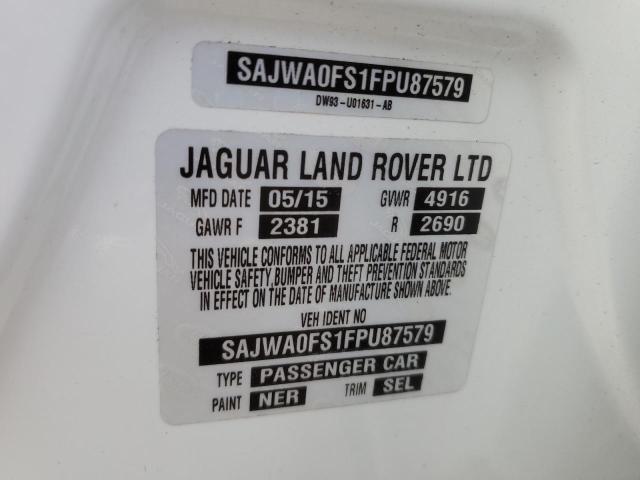 SAJWA0FS1FPU87579
DW93-U01631-AB
JAGUAR LAND ROVER LTD
MFD DATE 05/15 GVWR 4916
GAWR F 2381 R 2690
THIS VEHICLE CONFORMS TO ALL APPLICABLE FEDERAL MOTOR
VEHICLE SAFETY, BUMPER AND THEFT PREVENTION STANDARDS
IN EFFECT ON THE DATE OF MANUFACTURE SHOWN ABOVE.
VEH IDENT NO
SAJWA0FS1FPU87579
TYPE PASSENGER CAR
PAINT NER TRIM SEL